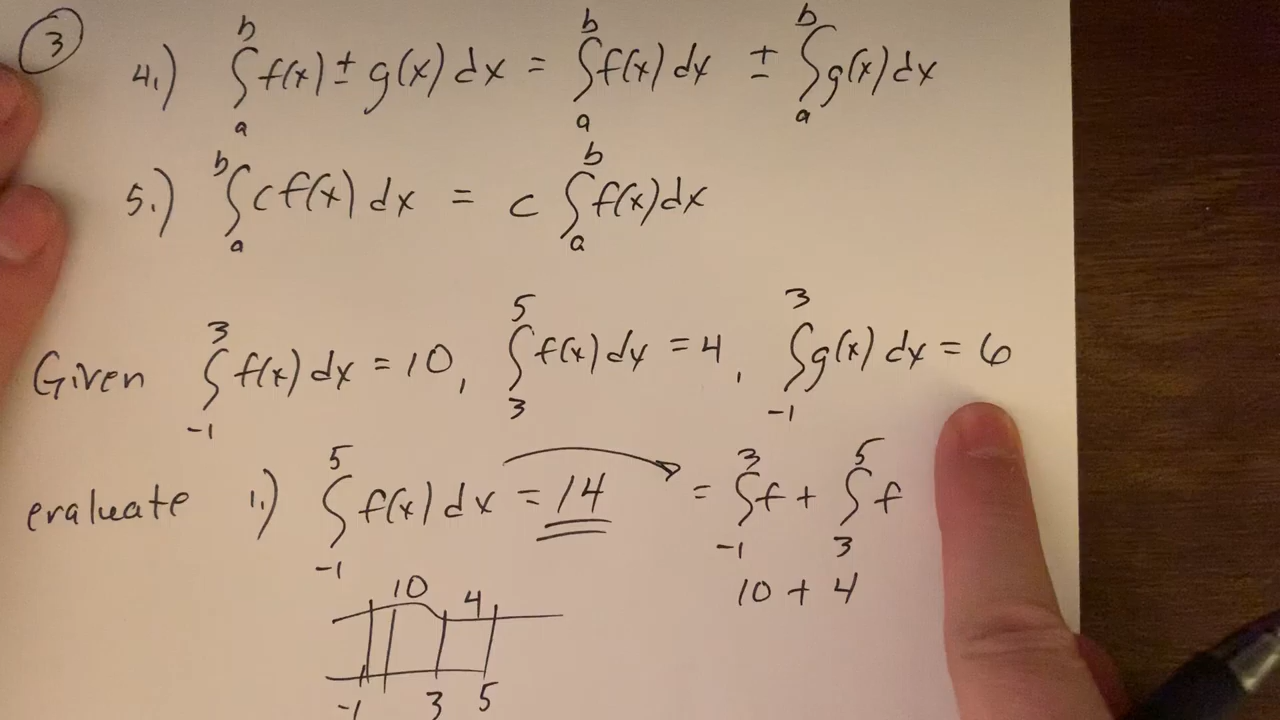 ③
4.) ∫_a^b f(x) ± g(x) dx = ∫_a^b f(x) dx ± ∫_a^b g(x) dx
5.) ∫_a^b c f(x) dx = c ∫_a^b f(x) dx
Given ∫_{-1}^3 f(x) dx = 10, ∫_3^5 f(x) dx = 4, ∫_{-1}^3 g(x) dx = 6
evaluate 1.) ∫_{-1}^5 f(x) dx = 14 = ∫_{-1}^3 f + ∫_3^5 f
10 + 4
10 4
-1 3 5